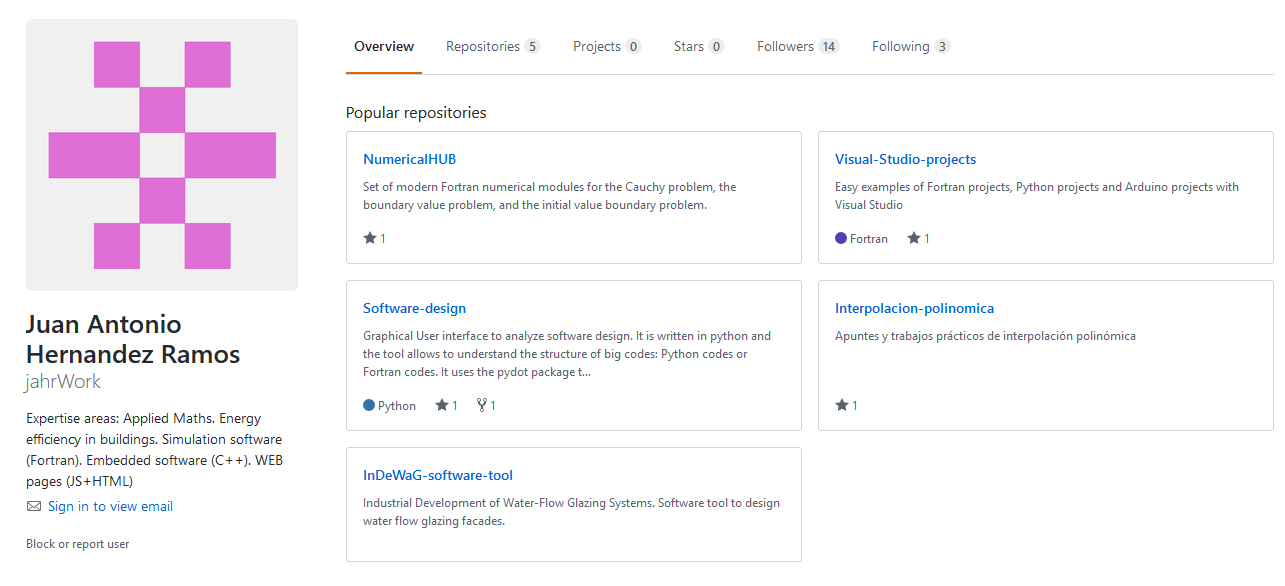 Overview Repositories 5 Projects 0 Stars 0 Followers 14 Following 3
Popular repositories
NumericalHUB
Set of modern Fortran numerical modules for the Cauchy problem, the
boundary value problem, and the initial value boundary problem.
1
Visual-Studio-projects
Easy examples of Fortran projects, Python projects and Arduino projects with
Visual Studio
Fortran 1
Software-design
Graphical User interface to analyze software design. It is written in python and
the tool allows to understand the structure of big codes: Python codes or
Fortran codes. It uses the pydot package t...
Python 1 1
Interpolacion-polinomica
Apuntes y trabajos prácticos de interpolación polinómica
1
InDeWaG-software-tool
Industrial Development of Water-Flow Glazing Systems. Software tool to design
water flow glazing facades.
Juan Antonio
Hernandez Ramos
jahrWork
Expertise areas: Applied Maths. Energy
efficiency in buildings. Simulation software
(Fortran). Embedded software (C++). WEB
pages (JS+HTML)
Sign in to view email
Block or report user